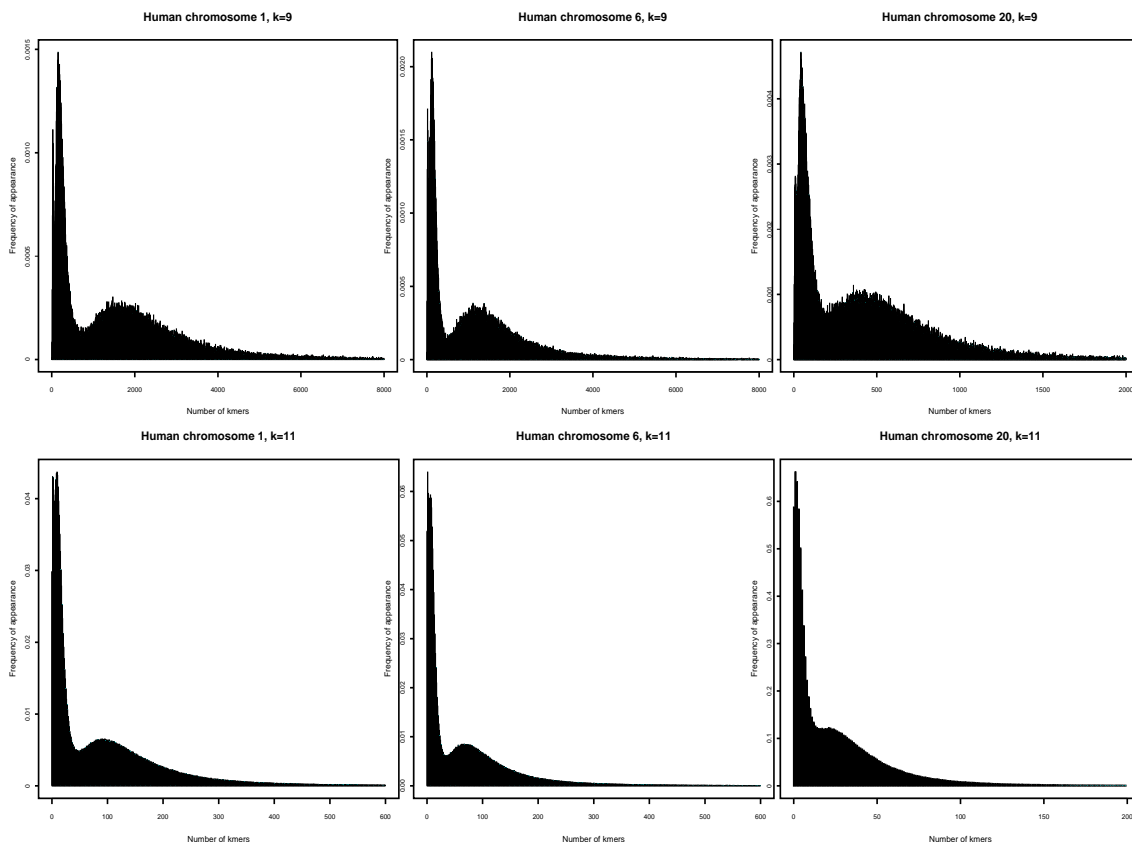 Human chromosome 1, k=9
Frequency of appearance
0.0015
0.0010
0.0005
0
0 2000 4000 6000 8000
Number of kmers
Human chromosome 6, k=9
Frequency of appearance
0.0020
0.0015
0.0010
0.0005
0
0 2000 4000 6000 8000
Number of kmers
Human chromosome 20, k=9
Frequency of appearance
0.004
0.003
0.002
0.001
0
0 500 1000 1500 2000
Number of kmers
Human chromosome 1, k=11
Frequency of appearance
0.04
0.03
0.02
0.01
0
0 100 200 300 400 500 600
Number of kmers
Human chromosome 6, k=11
Frequency of appearance
0.06
0.05
0.04
0.03
0.02
0.01
0.00
0 100 200 300 400 500 600
Number of kmers
Human chromosome 20, k=11
Frequency of appearance
0.6
0.5
0.4
0.3
0.2
0.1
0
0 50 100 150 200
Number of kmers